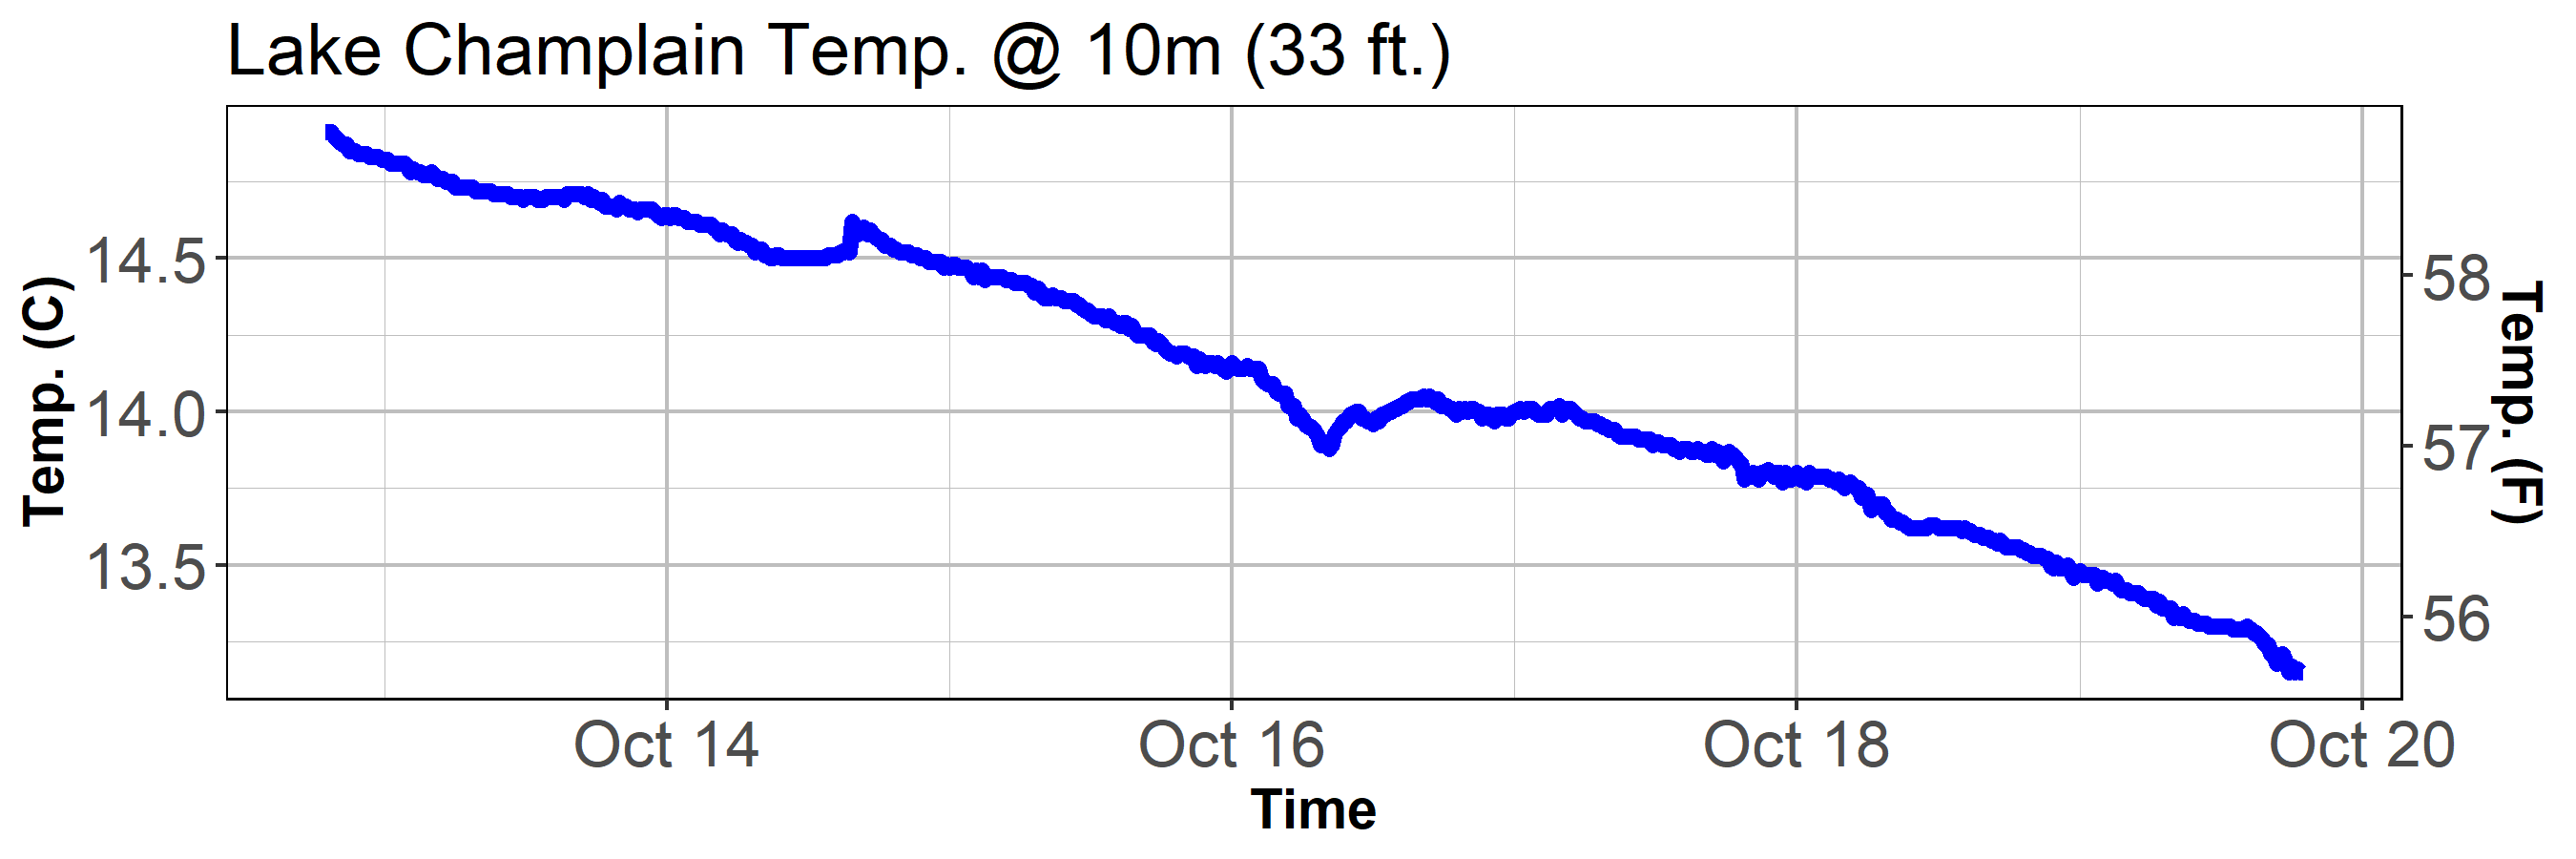 Lake Champlain Temp. @ 10m (33 ft.)
Temp. (C)
14.5
14.0
13.5
58
57
56
Temp. (F)
Oct 14
Oct 16
Oct 18
Oct 20
Time